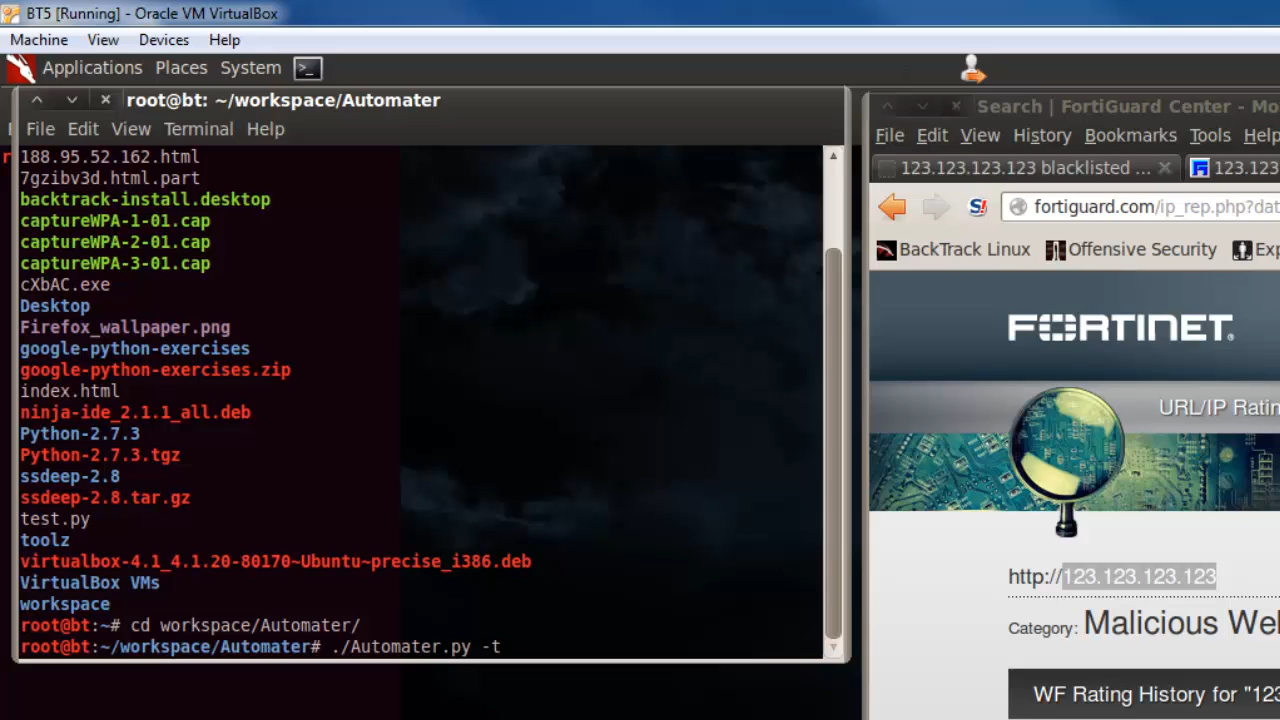 BT5 [Running] - Oracle VM VirtualBox
Machine View Devices Help
Applications Places System
root@bt: ~/workspace/Automater
File Edit View Terminal Help
188.95.52.162.html
7gzibv3d.html.part
backtrack-install.desktop
captureWPA-1-01.cap
captureWPA-2-01.cap
captureWPA-3-01.cap
cXbAC.exe
Desktop
Firefox_wallpaper.png
google-python-exercises
google-python-exercises.zip
index.html
ninja-ide_2.1.1_all.deb
Python-2.7.3
Python-2.7.3.tgz
ssdeep-2.8
ssdeep-2.8.tar.gz
test.py
toolz
virtualbox-4.1_4.1.20-80170~Ubuntu~precise_i386.deb
VirtualBox VMs
workspace
root@bt:~# cd workspace/Automater/
root@bt:~/workspace/Automater# ./Automater.py -t
Search | FortiGuard Center - Mo
File Edit View History Bookmarks Tools Help
123.123.123.123 blacklisted ... 123.123
fortiguard.com/ip_rep.php?dat
BackTrack Linux Offensive Security Exp
FORTINET
URL/IP Ratin
http://123.123.123.123
Category: Malicious Wel
WF Rating History for "123